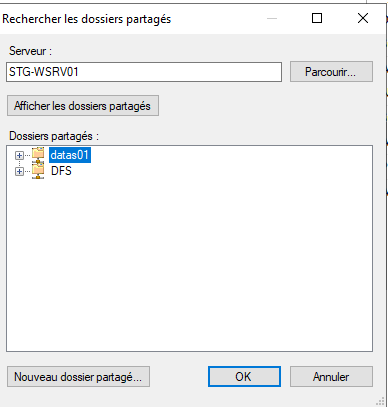 Rechercher les dossiers partagés
Serveur :
STG-WSRV01
Parcourir...
Afficher les dossiers partagés
Dossiers partagés :
datas01
DFS
Nouveau dossier partagé...
OK
Annuler